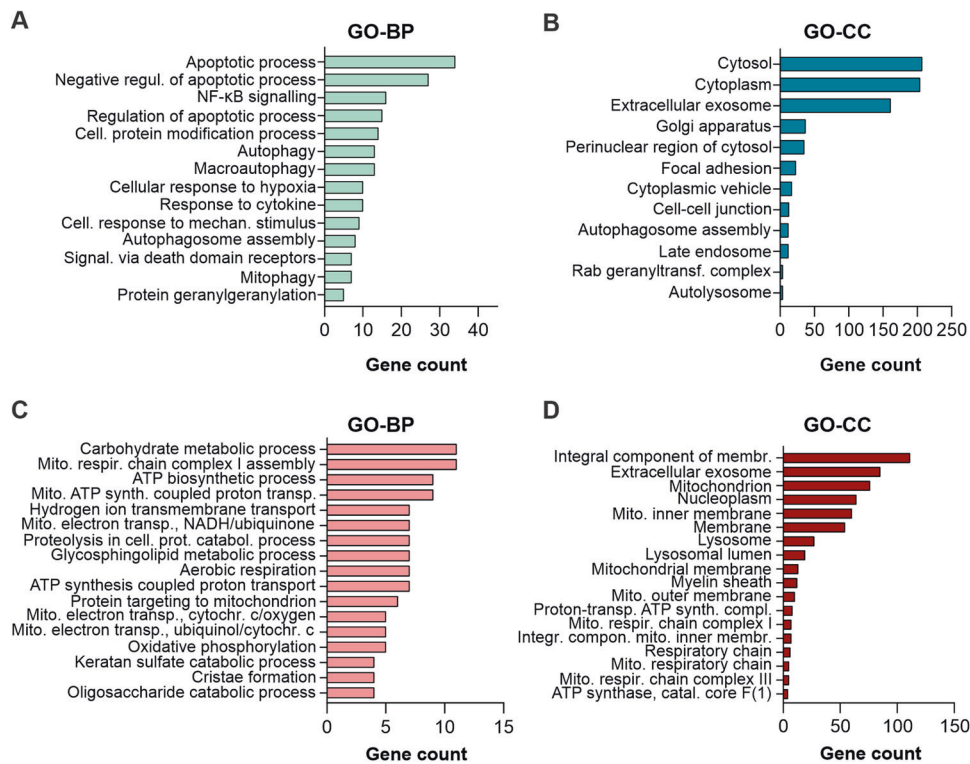 A
GO-BP
Apoptotic process
Negative regul. of apoptotic process
NF-κB signalling
Regulation of apoptotic process
Cell. protein modification process
Autophagy
Macroautophagy
Cellular response to hypoxia
Response to cytokine
Cell. response to mechan. stimulus
Autophagosome assembly
Signal. via death domain receptors
Mitophagy
Protein geranylgeranylation
0 10 20 30 40
Gene count
B
GO-CC
Cytosol
Cytoplasm
Extracellular exosome
Golgi apparatus
Perinuclear region of cytosol
Focal adhesion
Cytoplasmic vehicle
Cell-cell junction
Autophagosome assembly
Late endosome
Rab geranyltransf. complex
Autolysosome
0 50 100 150 200 250
Gene count
C
GO-BP
Carbohydrate metabolic process
Mito. respir. chain complex I assembly
ATP biosynthetic process
Mito. ATP synth. coupled proton transp.
Hydrogen ion transmembrane transport
Mito. electron transp., NADH/ubiquinone
Proteolysis in cell. prot. catabol. process
Glycosphingolipid metabolic process
Aerobic respiration
ATP synthesis coupled proton transport
Protein targeting to mitochondrion
Mito. electron transp., cytochr. c/oxygen
Mito. electron transp., ubiquinol/cytochr. c
Oxidative phosphorylation
Keratan sulfate catabolic process
Cristae formation
Oligosaccharide catabolic process
0 5 10 15
Gene count
D
GO-CC
Integral component of membr.
Extracellular exosome
Mitochondrion
Nucleoplasm
Mito. inner membrane
Membrane
Lysosome
Lysosomal lumen
Mitochondrial membrane
Myelin sheath
Mito. outer membrane
Proton-transp. ATP synth. compl.
Mito. respir. chain complex I
Integr. compon. mito. inner membr.
Respiratory chain
Mito. respiratory chain
Mito. respir. chain complex III
ATP synthase, catal. core F(1)
0 50 100 150
Gene count